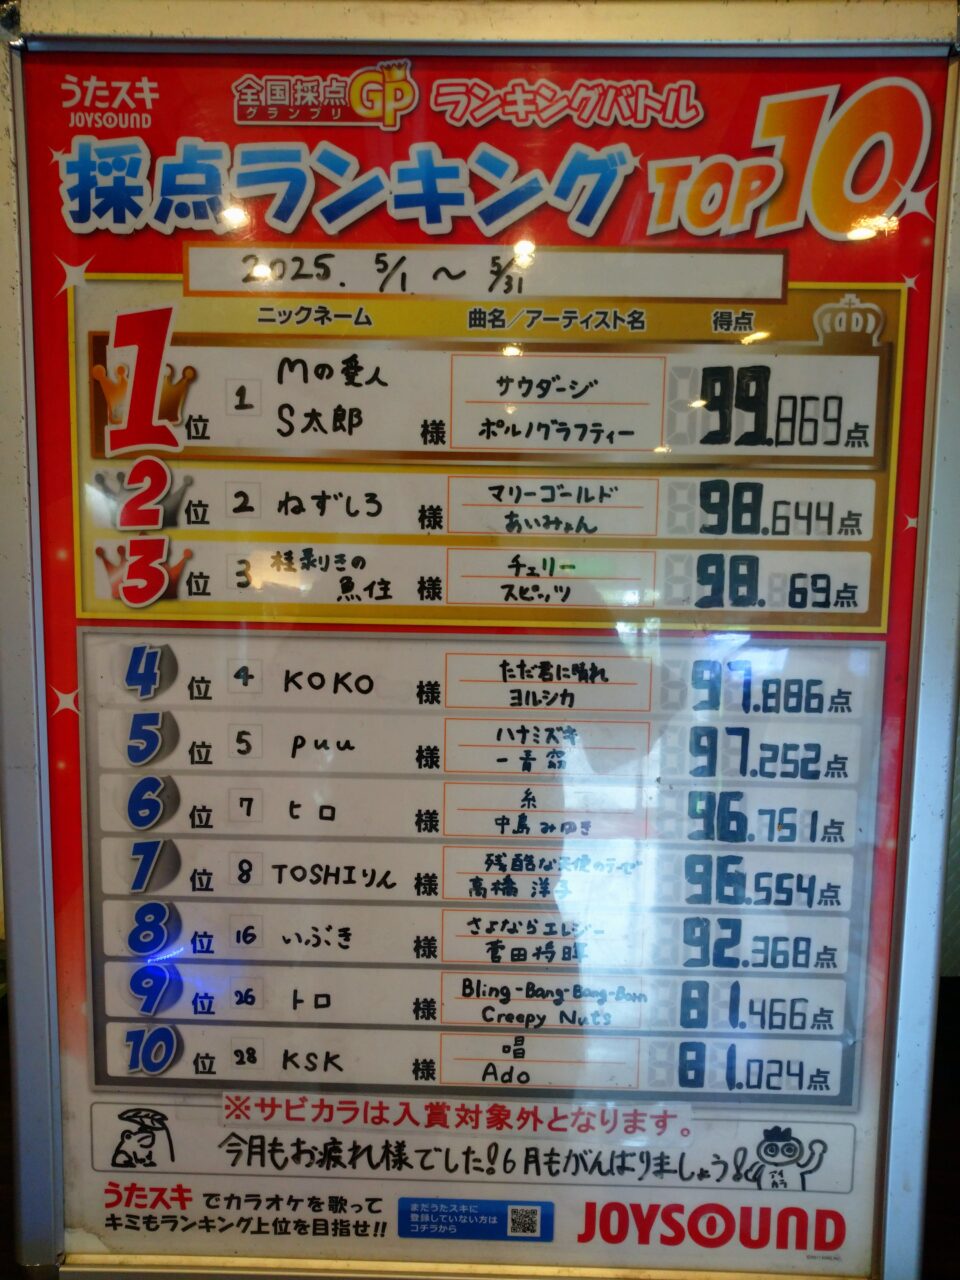 うたスキ
JOYSOUND
全国採点
グランプリ
GP
ランキングバトル
採点ランキング TOP10
2025. 5/1 ～ 5/31
ニックネーム 曲名／アーティスト名 得点
1位 1 Mの愛人 S太郎 様 サウダージ ポルノグラフティー 99.869点
2位 2 ねずしろ 様 マリーゴールド あいみょん 98.644点
3位 3 桂剥りきの 魚住 様 チェリー スピッツ 98. 69点
4位 4 KOKO 様 ただ君に晴れ ヨルシカ 97.886点
5位 5 puu 様 ハナミズキ 一青窈 97.252点
6位 7 ヒロ 様 糸 中島みゆき 96.751点
7位 8 TOSHIりん 様 残酷な天使のテーゼ 高橋洋子 96.554点
8位 16 いぶき 様 さよならエレジー 菅田将暉 92.368点
9位 26 トロ 様 Bling-Bang-Bang-Born Creepy Nuts 81.466点
10位 28 KSK 様 唱 Ado 81.024点
※サビカラは入賞対象外となります。
今月もお疲れ様でした!6月もがんばりましょう!
うたスキでカラオケを歌って
キミもランキング上位を目指せ!!
まだうたスキに
登録していない方は
コチラから
JOYSOUND